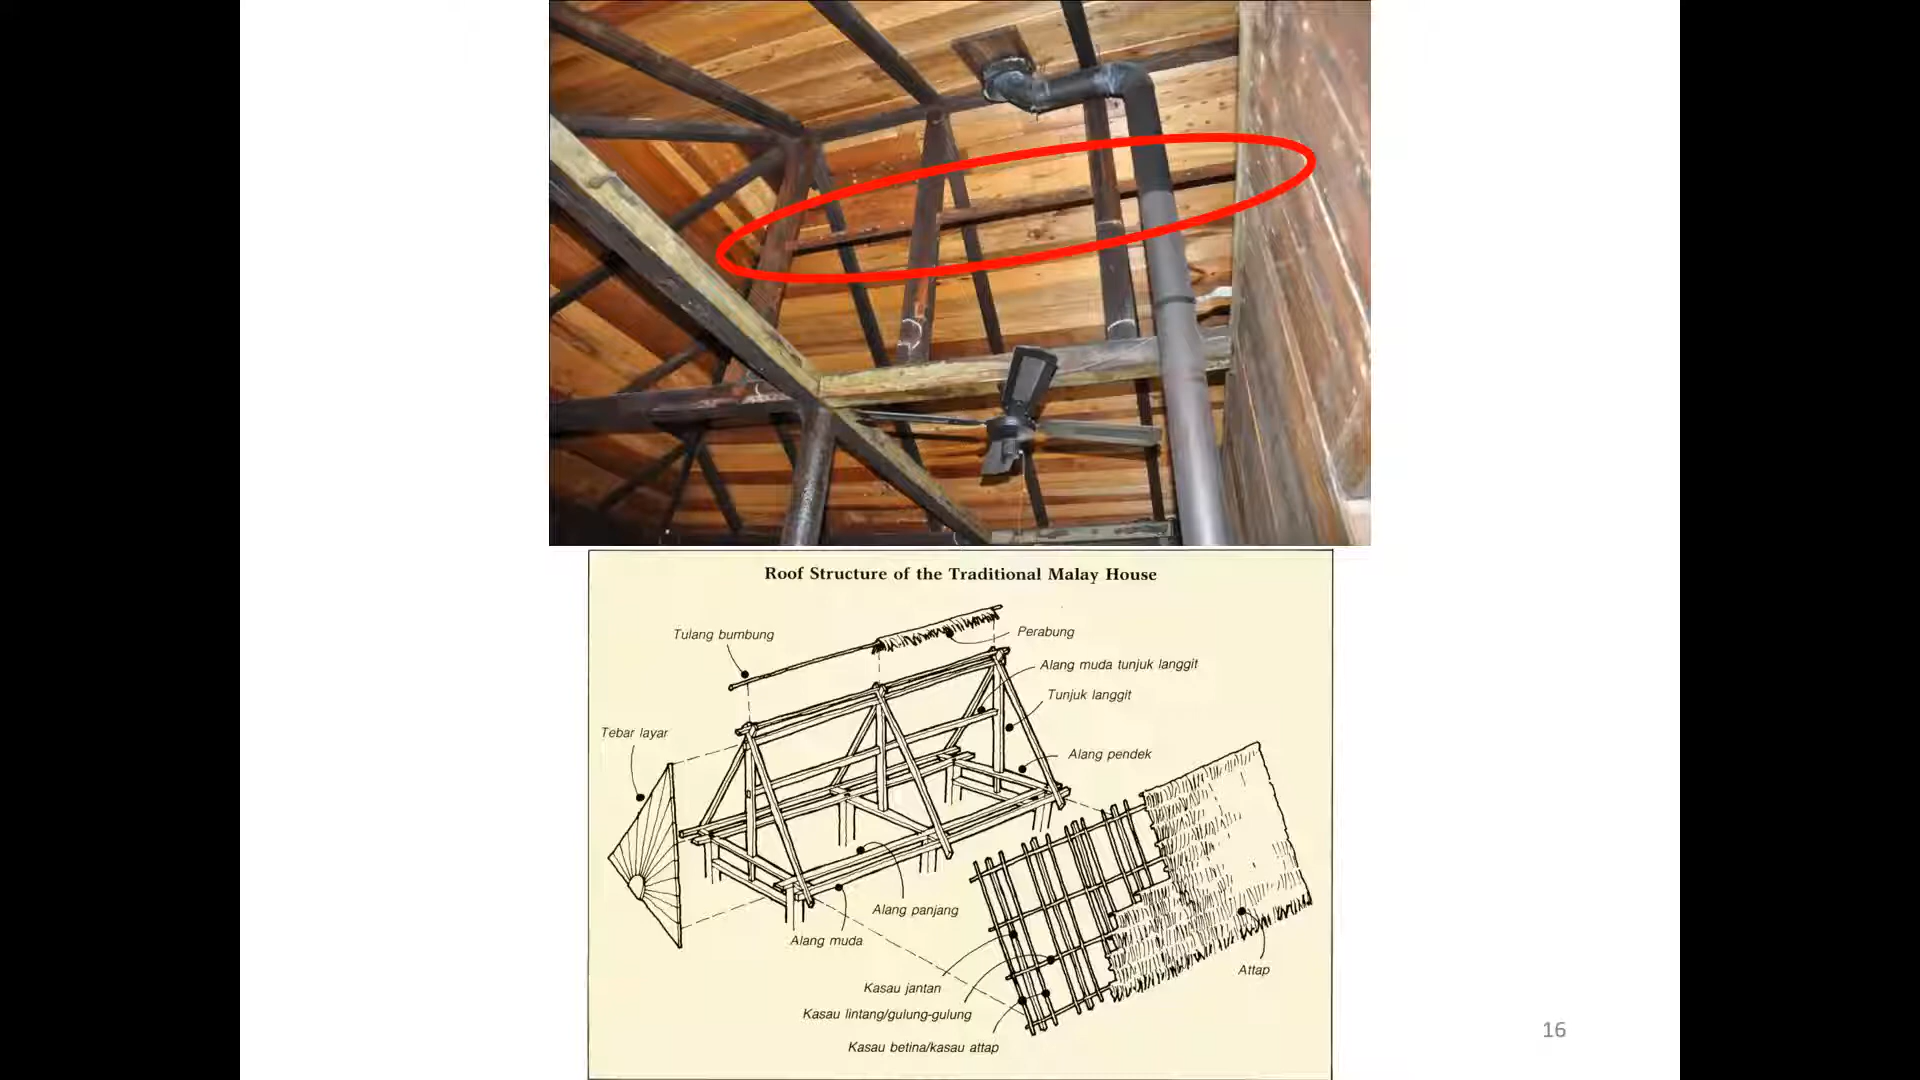 Roof Structure of the Traditional Malay House
Tulang bumbung
Perabung
Alang muda tunjuk langgit
Tunjuk langgit
Tebar layar
Alang pendek
Alang panjang
Alang muda
Attap
Kasau jantan
Kasau lintang/gulung-gulung
Kasau betina/kasau attap
16